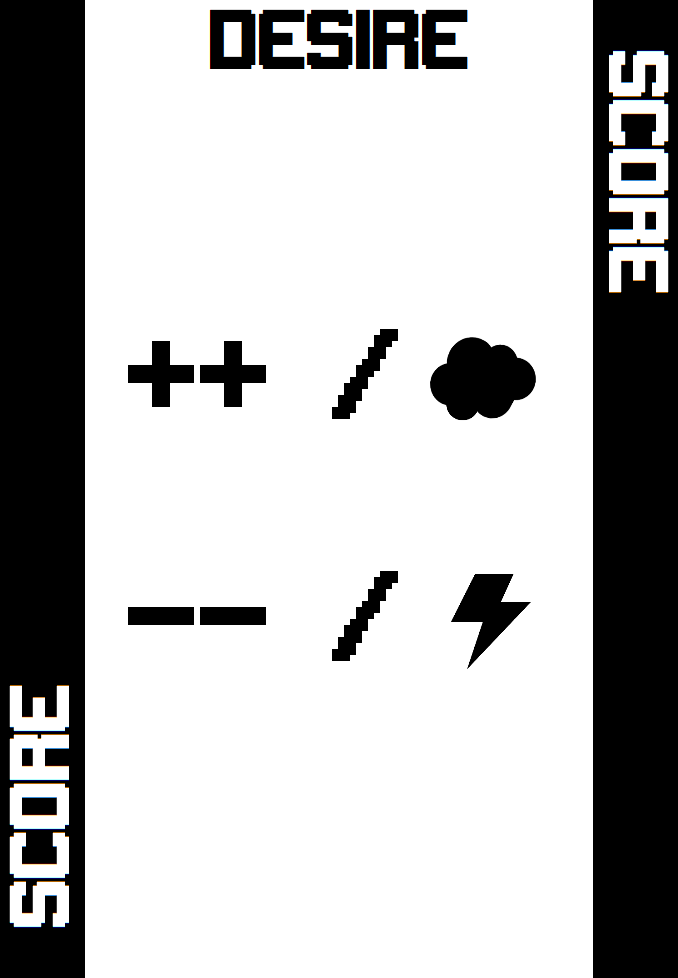 DESIRE
SCORE
++ /
-- /
SCORE